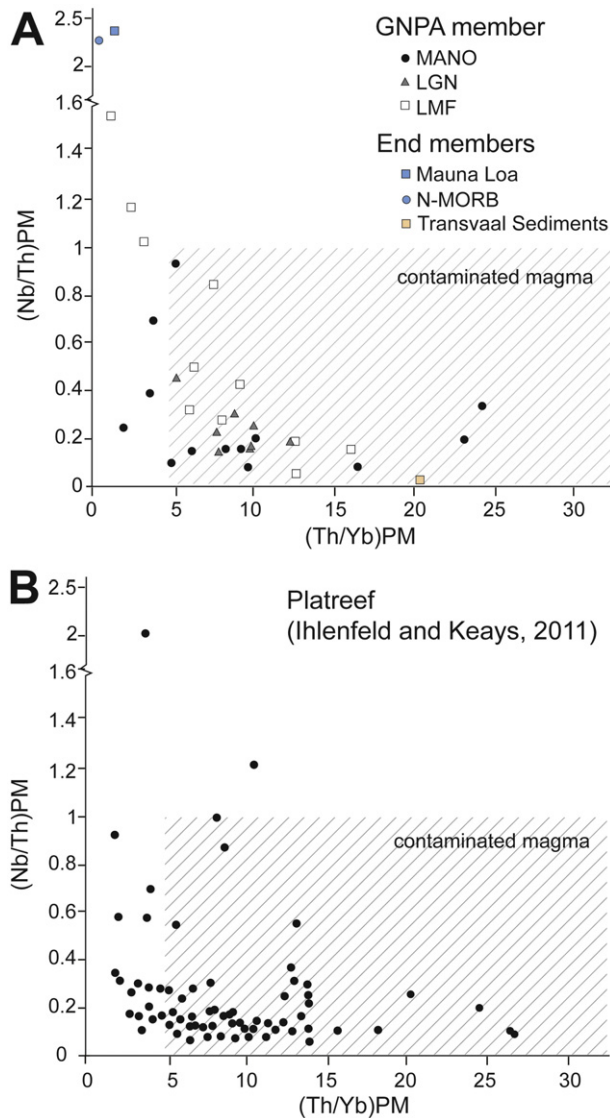 A
GNPA member
MANO
LGN
LMF
End members
Mauna Loa
N-MORB
Transvaal Sediments
contaminated magma
(Nb/Th)PM
2.5
2
1.6
1.4
1.2
1
0.8
0.6
0.4
0.2
0
0 5 10 15 20 25 30
(Th/Yb)PM
B
Platreef
(Ihlenfeld and Keays, 2011)
contaminated magma
(Nb/Th)PM
2.5
2
1.6
1.4
1.2
1
0.8
0.6
0.4
0.2
0
0 5 10 15 20 25 30
(Th/Yb)PM